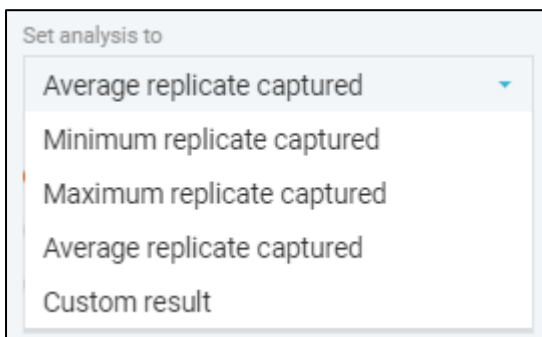 Set analysis to
Average replicate captured
Minimum replicate captured
Maximum replicate captured
Average replicate captured
Custom result